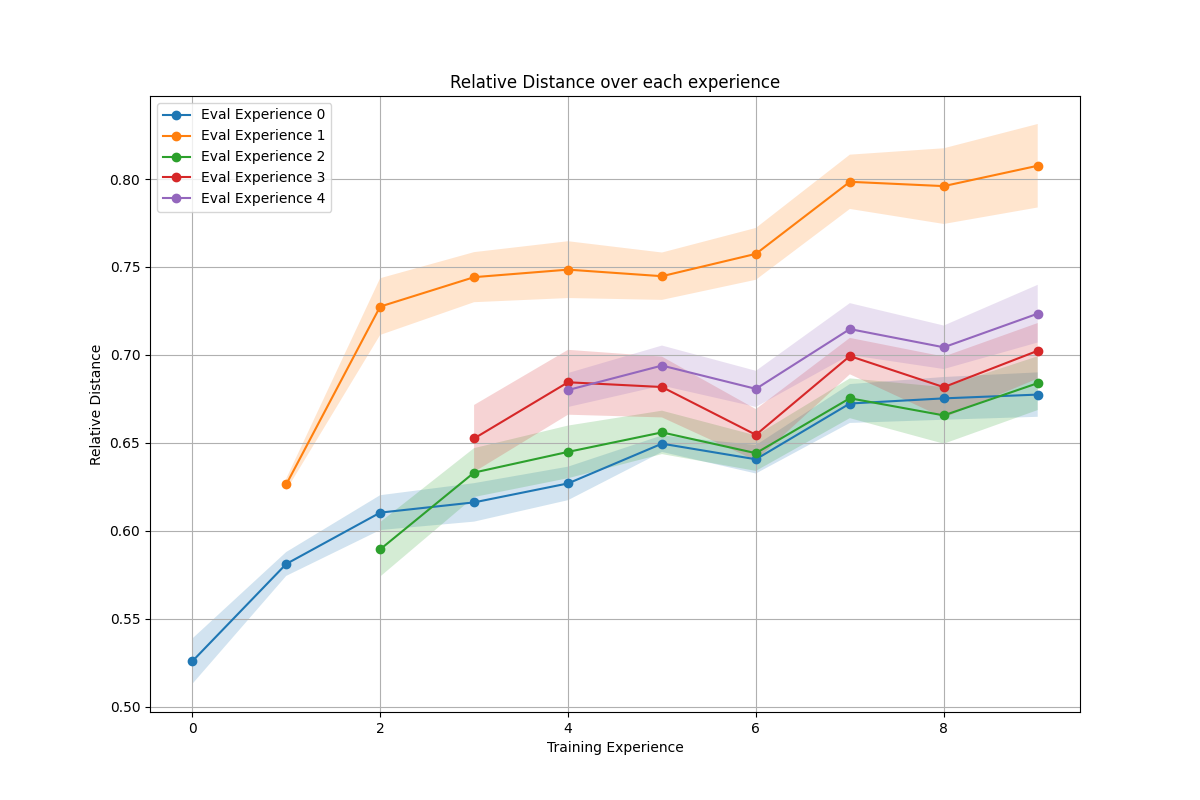 Relative Distance over each experience
Eval Experience 0
Eval Experience 1
Eval Experience 2
Eval Experience 3
Eval Experience 4
Relative Distance
0.80
0.75
0.70
0.65
0.60
0.55
0.50
0 2 4 6 8
Training Experience